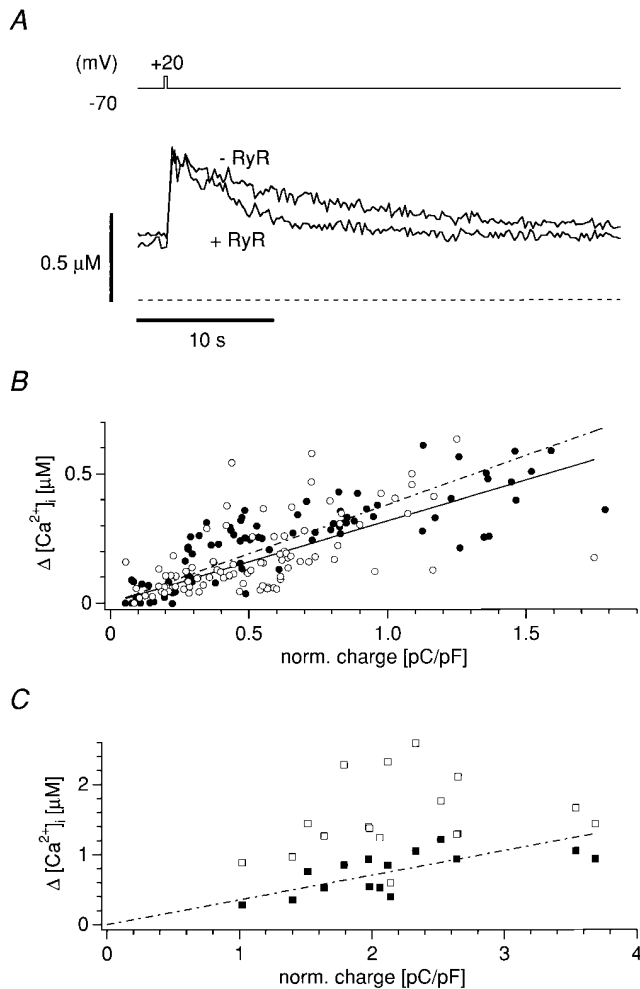 A
(mV)
+20
-70
- RyR
+ RyR
0.5 µM
10 s
B
Δ [Ca²⁺]ᵢ [µM]
0.5
0
0
0.5
1.0
1.5
norm. charge [pC/pF]
C
Δ [Ca²⁺]ᵢ [µM]
2
1
0
0
1
2
3
4
norm. charge [pC/pF]